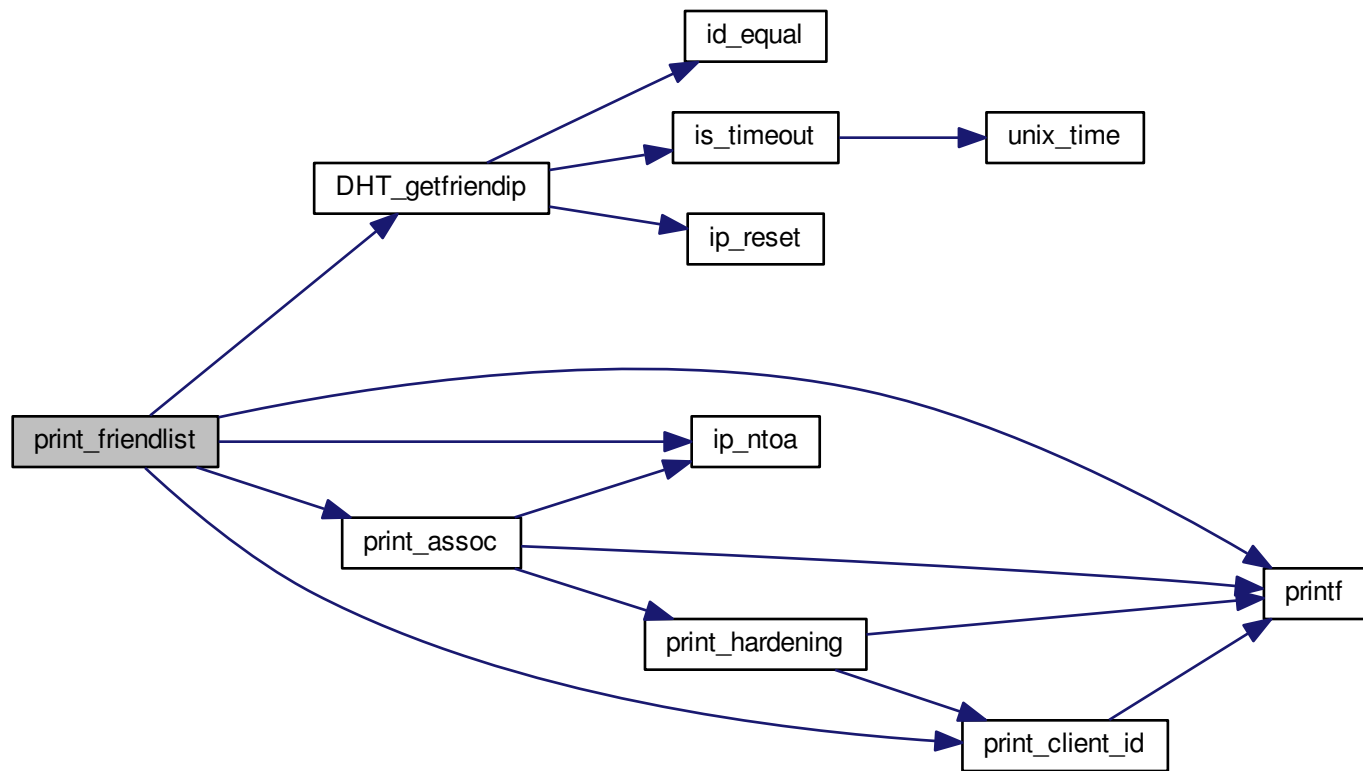 id_equal
is_timeout
unix_time
DHT_getfriendip
ip_reset
print_friendlist
ip_ntoa
print_assoc
printf
print_hardening
print_client_id